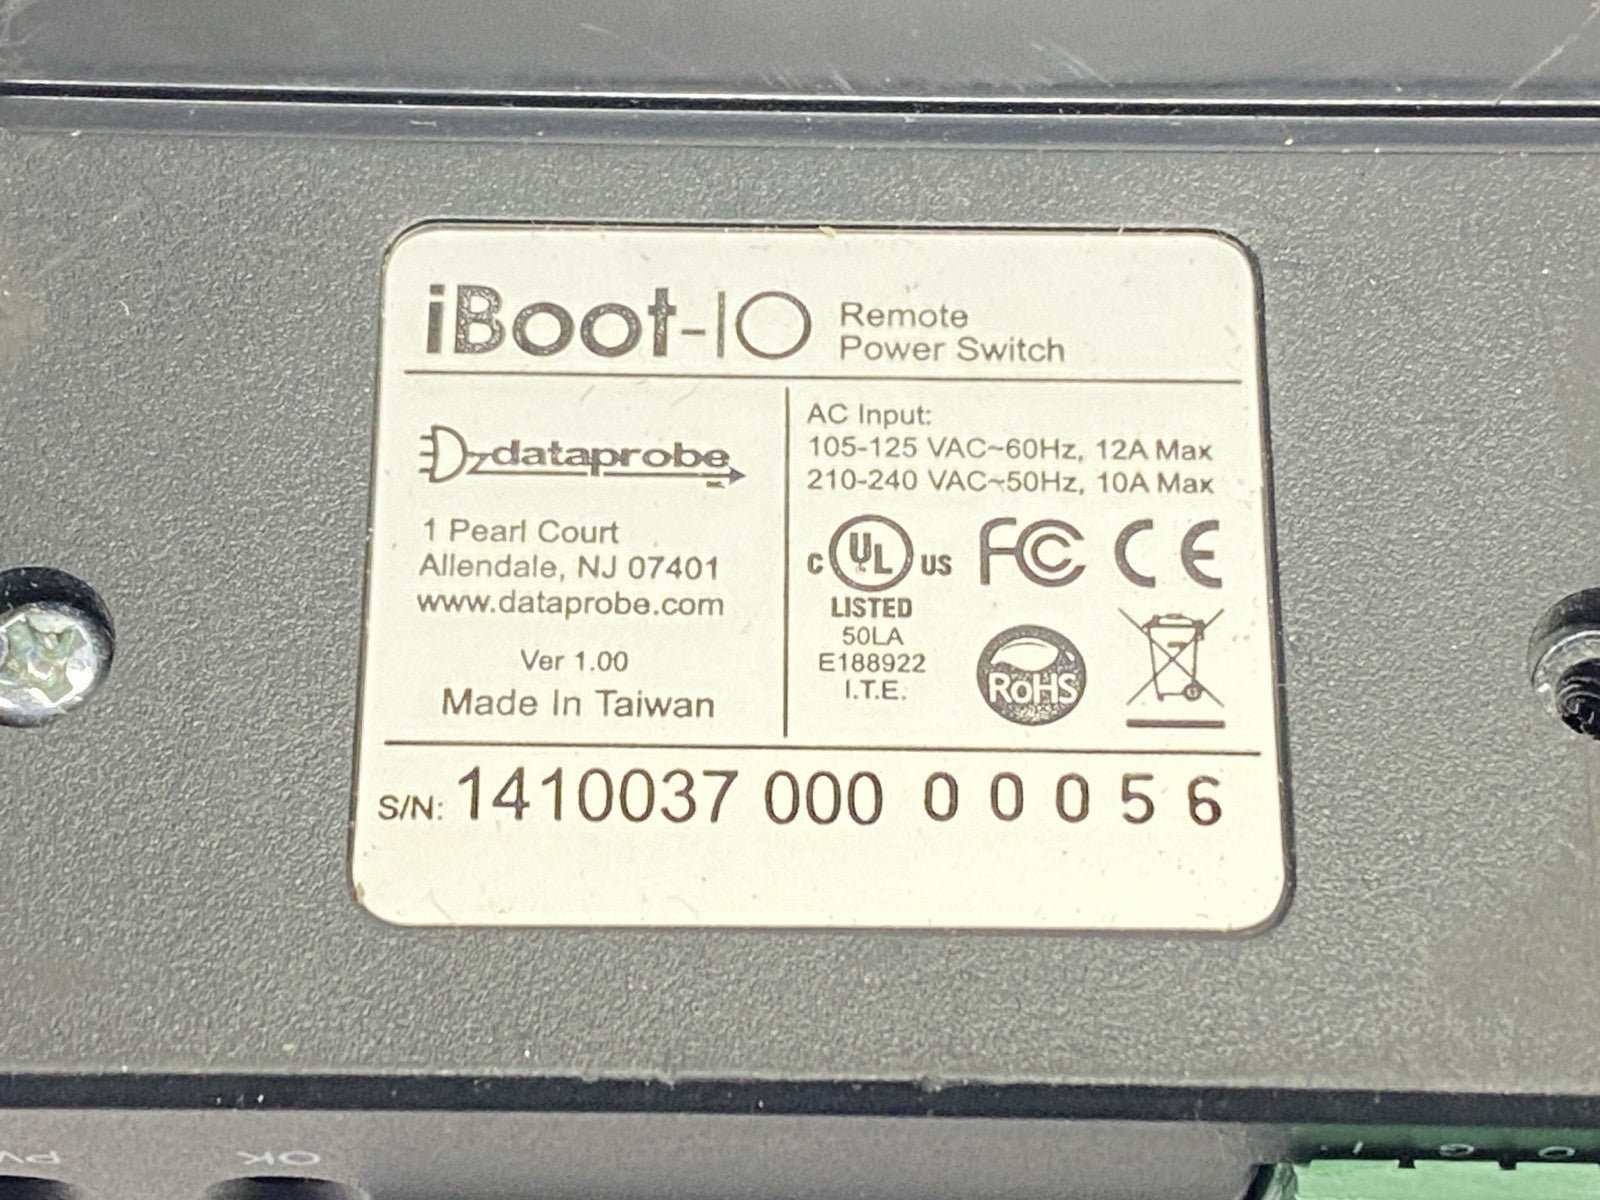 iBoot-IO Remote
Power Switch
dataprobe
1 Pearl Court
Allendale, NJ 07401
www.dataprobe.com
Ver 1.00
Made In Taiwan
AC Input:
105-125 VAC~60Hz, 12A Max
210-240 VAC~50Hz, 10A Max
C UL US
LISTED
50LA
E188922
I.T.E.
FC CE
RoHS
S/N: 1410037 000 0 0 0 5 6
OK